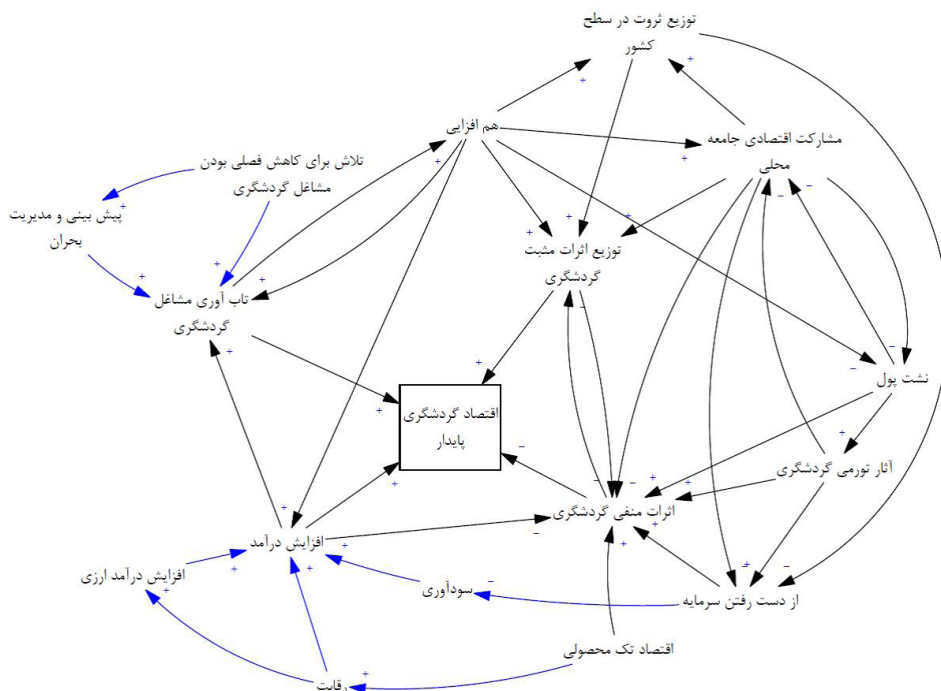 توزیع ثروت در سطح
کشور
هم افزایی
مشارکت اقتصادی جامعه
محلی
تلاش برای کاهش فصلی بودن
مشاغل گردشگری
پیش بینی و مدیریت
بحران
توزیع اثرات مثبت
گردشگری
تاب آوری مشاغل
گردشگری
نشت پول
اقتصاد گردشگری
پایدار
آثار تورمی گردشگری
اثرات منفی گردشگری
افزایش درآمد
افزایش درآمد ارزی
سودآوری
از دست رفتن سرمایه
اقتصاد تک محصولی
رقابت